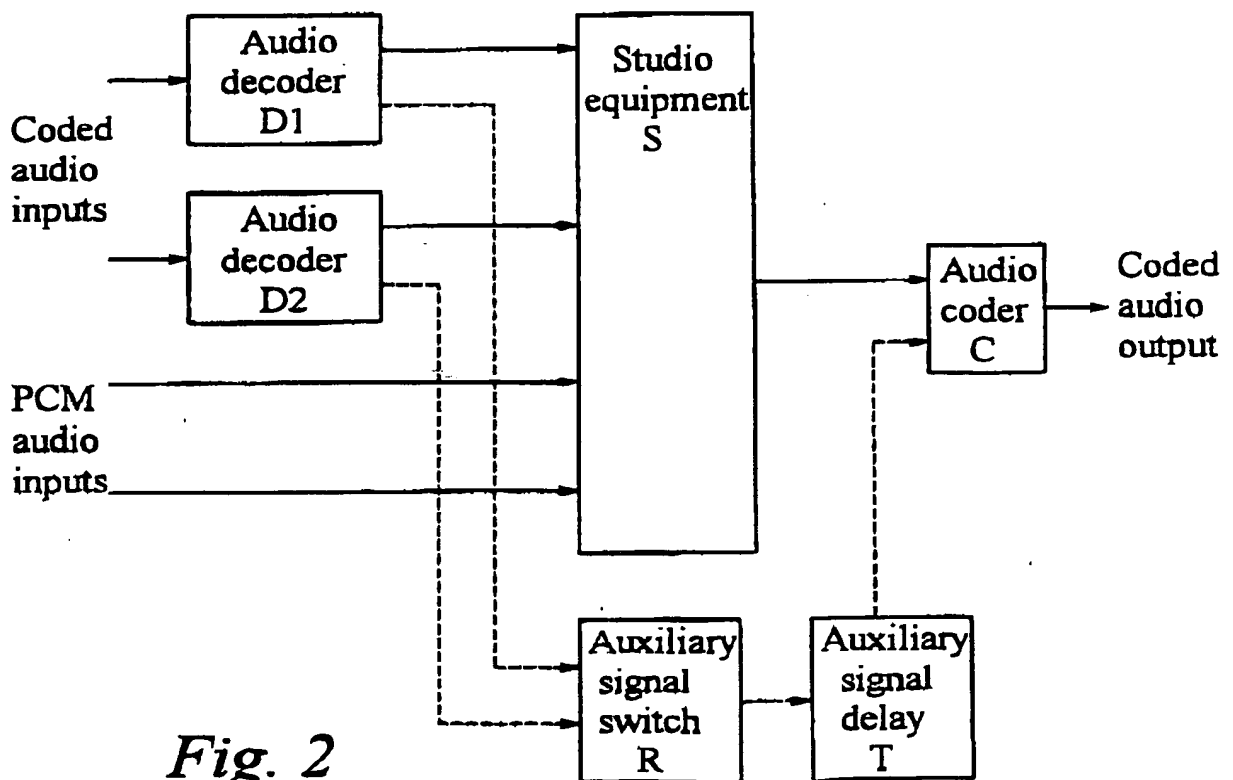 Audio
decoder
D1
Studio
equipment
S
Coded
audio
inputs
Audio
decoder
D2
Audio
coder
C
Coded
audio
output
PCM
audio
inputs
Auxiliary
signal
switch
R
Auxiliary
signal
delay
T
Fig. 2